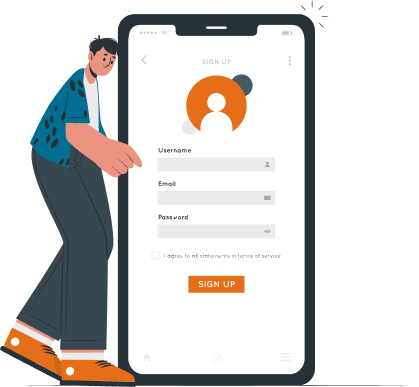 SIGN UP
Username
Email
Password
I agree to all statements in terms of service
SIGN UP